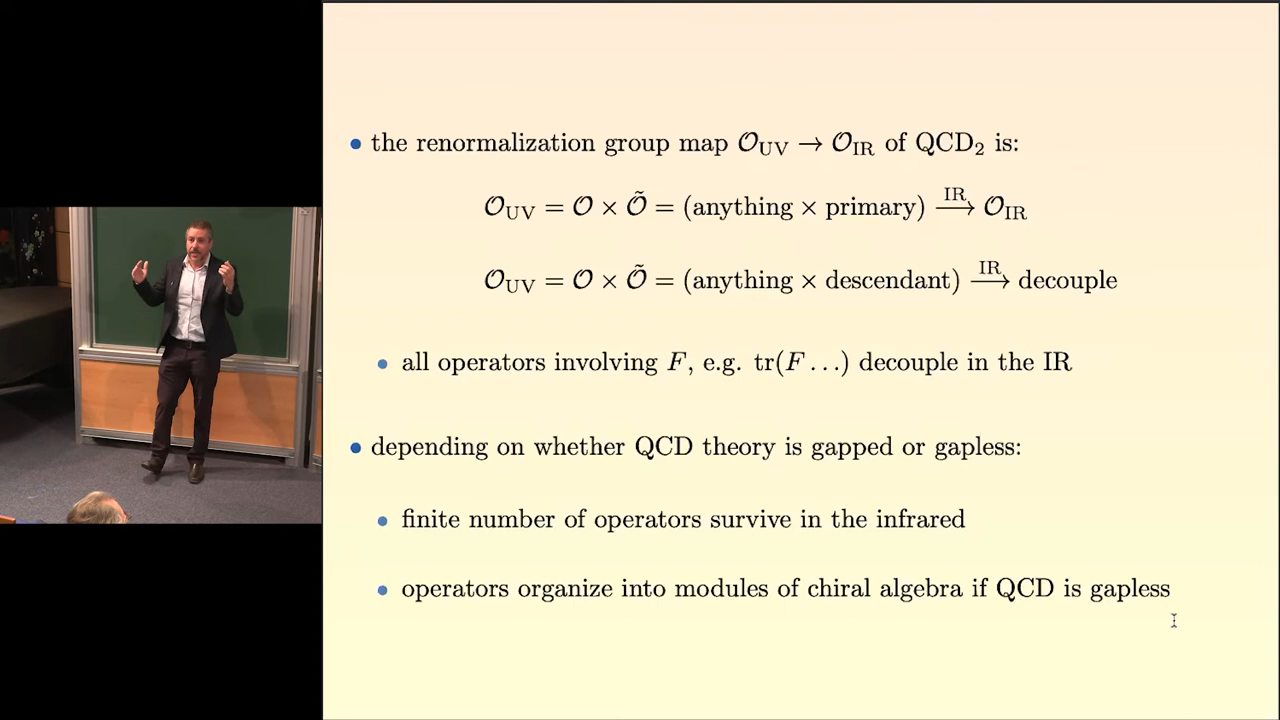 • the renormalization group map 𝒪_UV → 𝒪_IR of QCD₂ is:
𝒪_UV = 𝒪 × 𝒪̃ = (anything × primary) —IR→ 𝒪_IR
𝒪_UV = 𝒪 × 𝒪̃ = (anything × descendant) —IR→ decouple
• all operators involving F, e.g. tr(F …) decouple in the IR
• depending on whether QCD theory is gapped or gapless:
• finite number of operators survive in the infrared
• operators organize into modules of chiral algebra if QCD is gapless